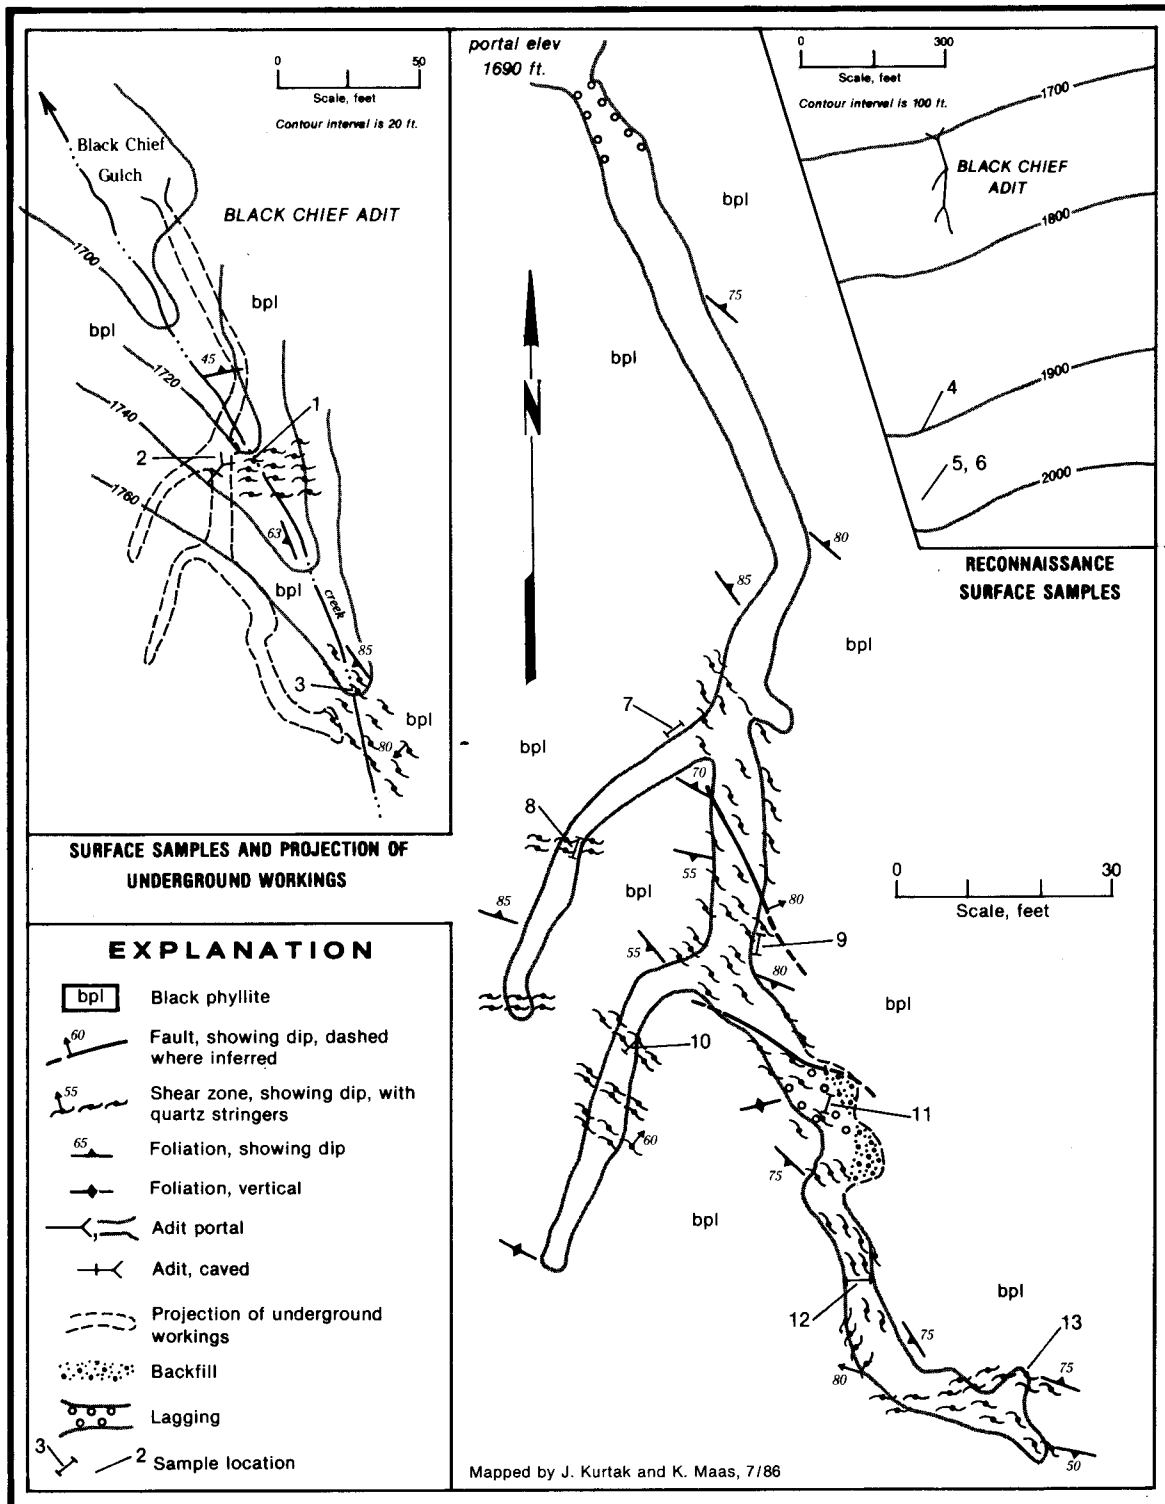 0 50
Scale, feet
Contour interval is 20 ft.
Black Chief
Gulch
BLACK CHIEF ADIT
1700
bpl
bpl
45
1720
1740
1
2
1760
63
bpl
creek
85
3
bpl
80
SURFACE SAMPLES AND PROJECTION OF
UNDERGROUND WORKINGS
portal elev
1690 ft.
bpl
75
bpl
N
80
85
bpl
7
bpl
70
8
55
bpl
85
80
9
55
80
bpl
10
11
60
75
bpl
bpl
12
13
75
75
80
50
0 30
Scale, feet
Mapped by J. Kurtak and K. Maas, 7/86
0 300
Scale, feet
Contour interval is 100 ft.
1700
BLACK CHIEF
ADIT
1800
1900
4
5, 6
2000
RECONNAISSANCE
SURFACE SAMPLES
EXPLANATION
bpl Black phyllite
60 Fault, showing dip, dashed
where inferred
55 Shear zone, showing dip, with
quartz stringers
65 Foliation, showing dip
Foliation, vertical
Adit portal
Adit, caved
Projection of underground
workings
Backfill
Lagging
3 2 Sample location